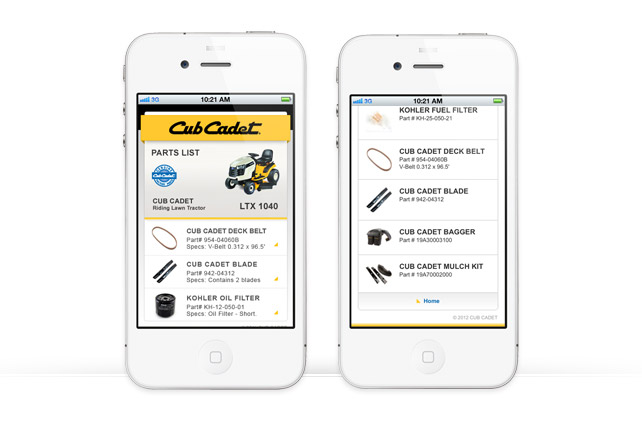 3G
10:21 AM
Cub Cadet
PARTS LIST
Cub Cadet
CUB CADET
Riding Lawn Tractor
LTX 1040
CUB CADET DECK BELT
Part# 954-04060B
Specs: V-Belt 0.312 x 96.5'
CUB CADET BLADE
Part# 942-04312
Specs: Contains 2 blades
KOHLER OIL FILTER
Part# KH-12-050-01
Specs: Oil Filter - Short.
3G
10:21 AM
KOHLER FUEL FILTER
Part # KH-25-050-21
CUB CADET DECK BELT
Part # 954-04060B
V-Belt 0.312 x 96.5"
CUB CADET BLADE
Part # 942-04312
CUB CADET BAGGER
Part # 19A30003100
CUB CADET MULCH KIT
Part # 19A70002000
Home
© 2012 CUB CADET